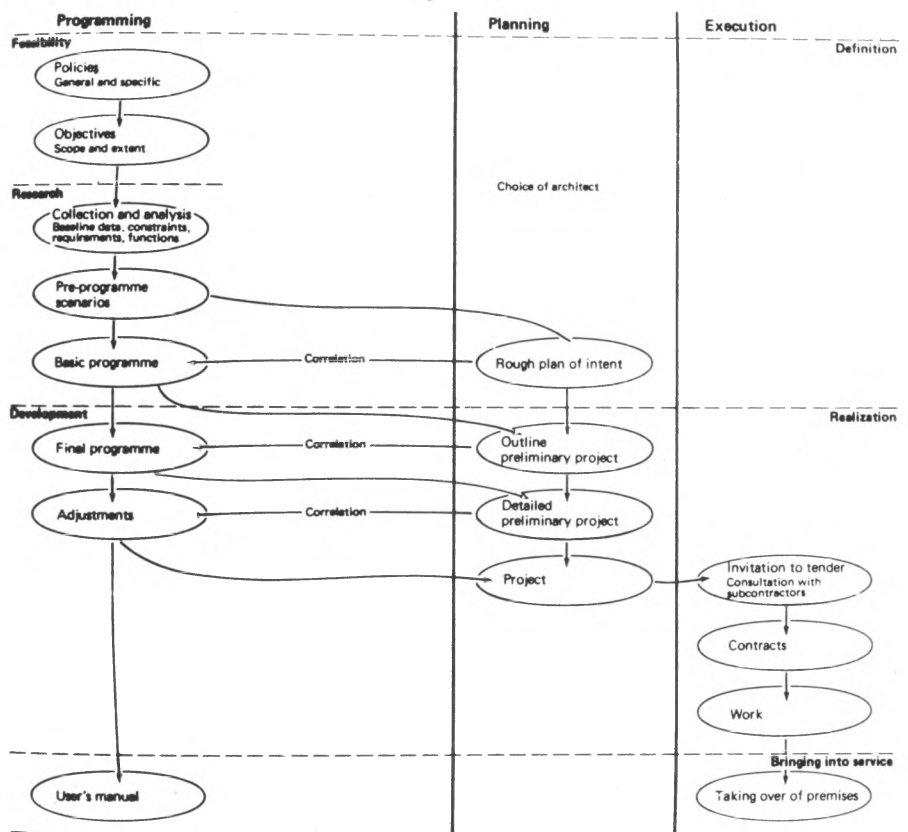 Programming
Planning
Execution
Feasibility
Definition
Policies
General and specific
Objectives
Scope and extent
Research
Choice of architect
Collection and analysis
Baseline data, constraints,
requirements, functions
Pre-programme
scenarios
Basic programme
Correlation
Rough plan of intent
Development
Realization
Final programme
Correlation
Outline
preliminary project
Adjustments
Correlation
Detailed
preliminary project
Project
Invitation to tender
Consultation with
subcontractors
Contracts
Work
Bringing into service
User's manual
Taking over of premises